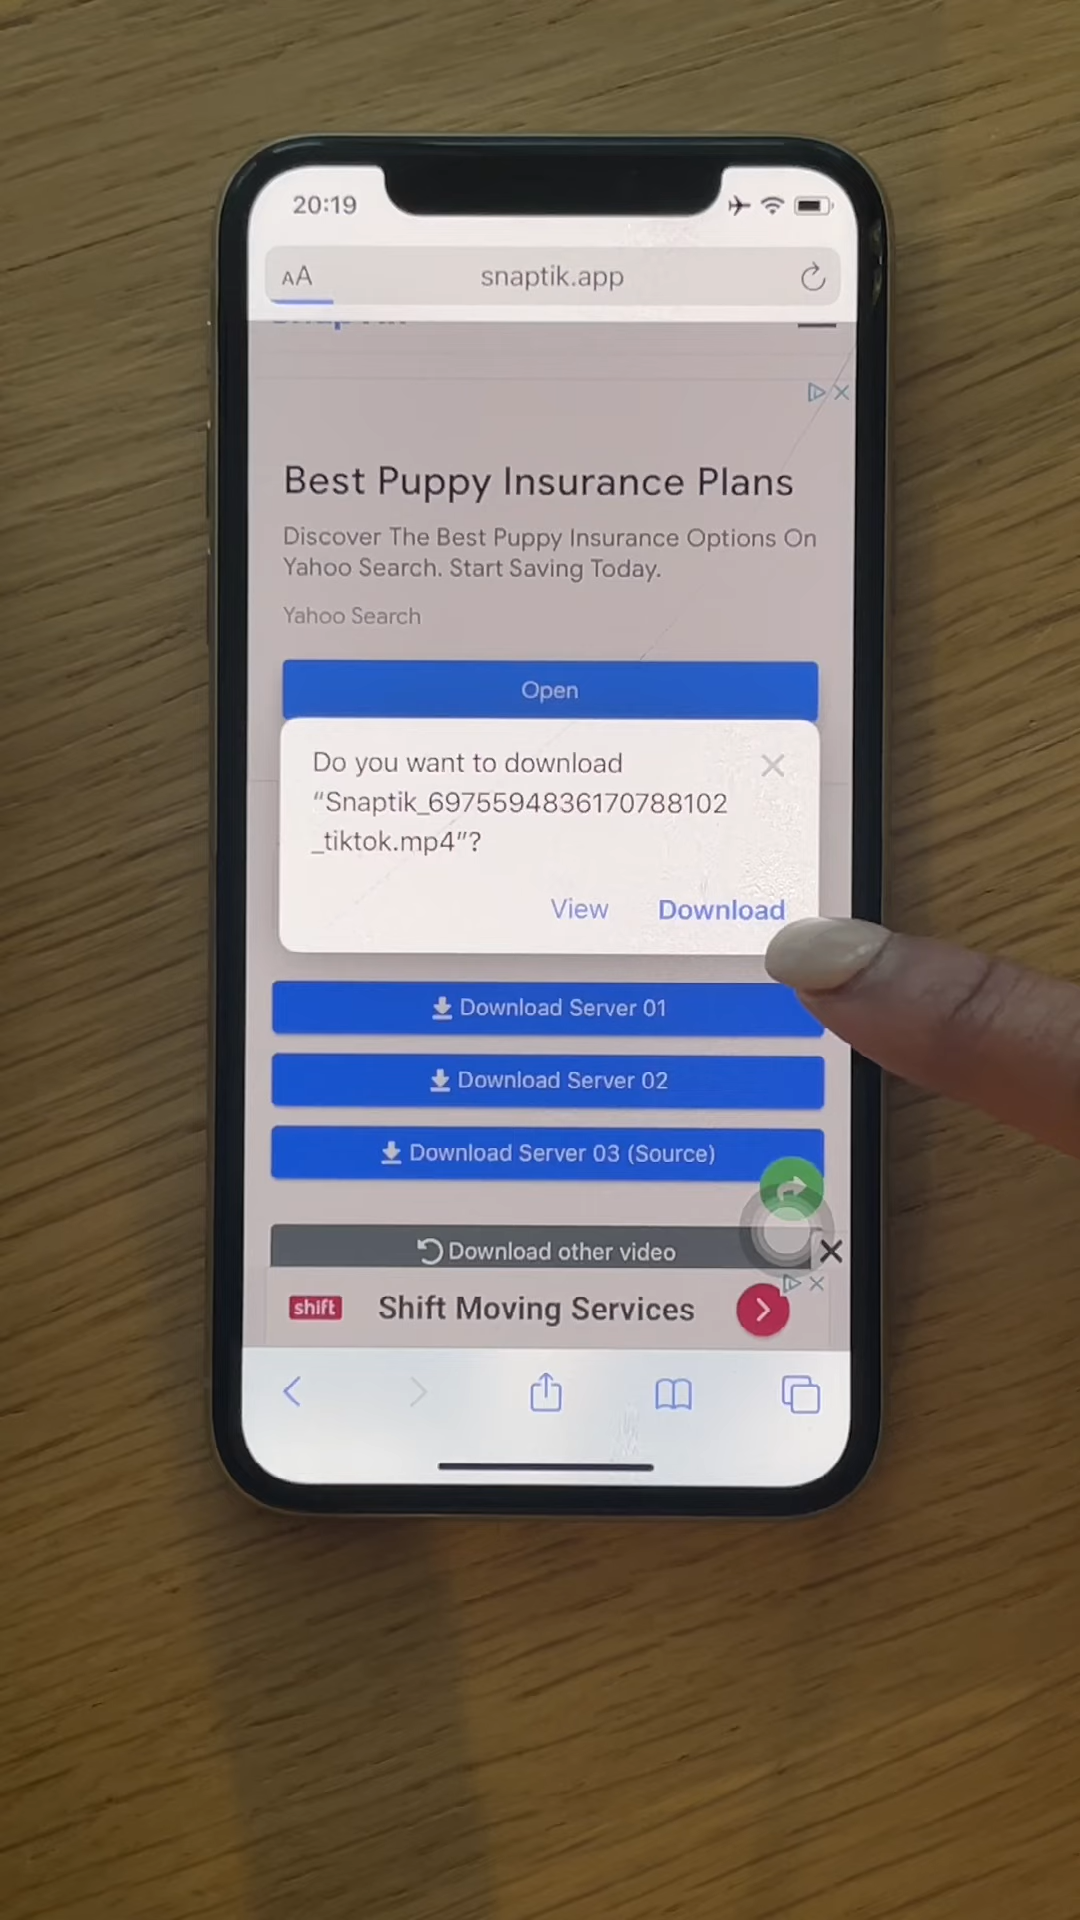 20:19
AA
snaptik.app
Best Puppy Insurance Plans
Discover The Best Puppy Insurance Options On
Yahoo Search. Start Saving Today.
Yahoo Search
Open
Do you want to download
“Snaptik_6975594836170788102
_tiktok.mp4”?
View
Download
Download Server 01
Download Server 02
Download Server 03 (Source)
Download other video
shift
Shift Moving Services